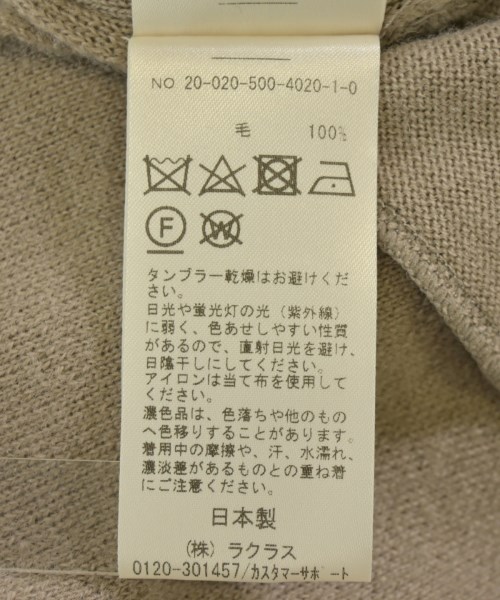 NO 20-020-500-4020-1-0
毛 100%
F W
タンブラー乾燥はお避けくだ
さい。
日光や蛍光灯の光（紫外線）
に弱く、色あせしやすい性質
があるので、直射日光を避け、
日陰干しにしてください。
アイロンは当て布を使用して
ください。
濃色品は、色落ちや他のもの
へ色移りすることがあります。
着用中の摩擦や、汗、水濡れ、
濃淡差があるものとの重ね着
にご注意ください。
日本製
（株）ラクラス
0120-301457/カスタマーサポート